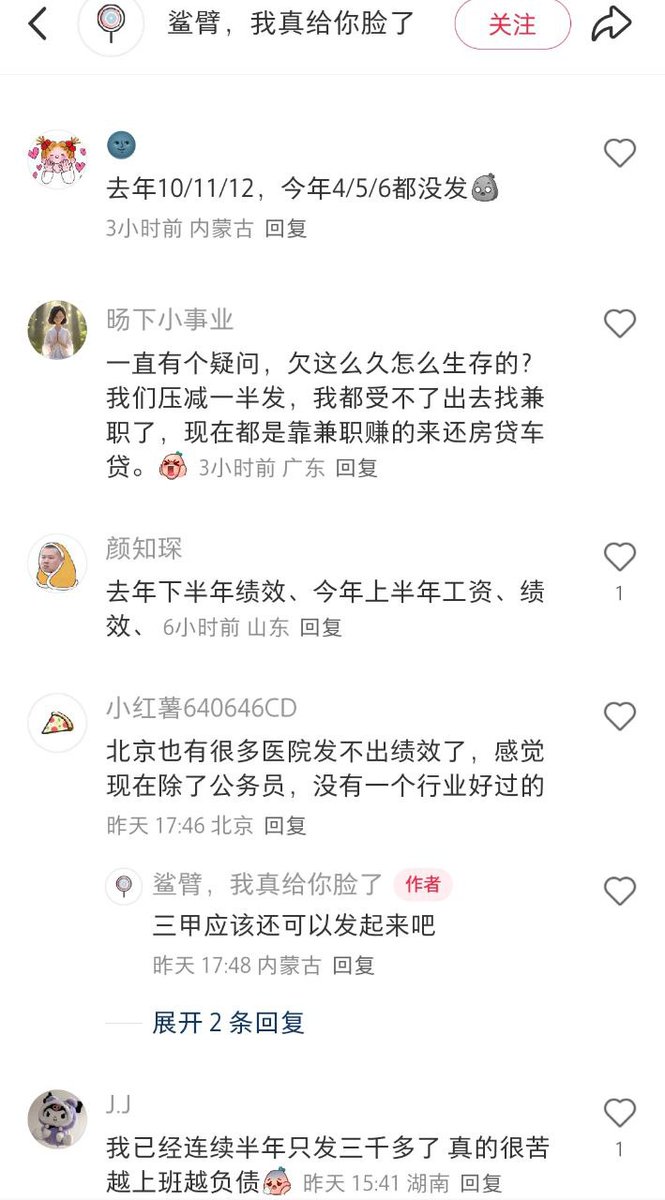 鲨臂，我真给你脸了
关注
去年10/11/12，今年4/5/6都没发
3小时前 内蒙古 回复
旸下小事业
一直有个疑问，欠这么久怎么生存的？
我们压减一半发，我都受不了出去找兼
职了，现在都是靠兼职赚的来还房贷车
贷。 3小时前 广东 回复
颜知琛
去年下半年绩效、今年上半年工资、绩
效、 6小时前 山东 回复
1
小红薯640646CD
北京也有很多医院发不出绩效了，感觉
现在除了公务员，没有一个行业好过的
昨天 17:46 北京 回复
鲨臂，我真给你脸了 作者
三甲应该还可以发起来吧
昨天 17:48 内蒙古 回复
展开 2 条回复
J.J
我已经连续半年只发三千多了 真的很苦
1
越上班越负债 昨天 15:41 湖南 回复